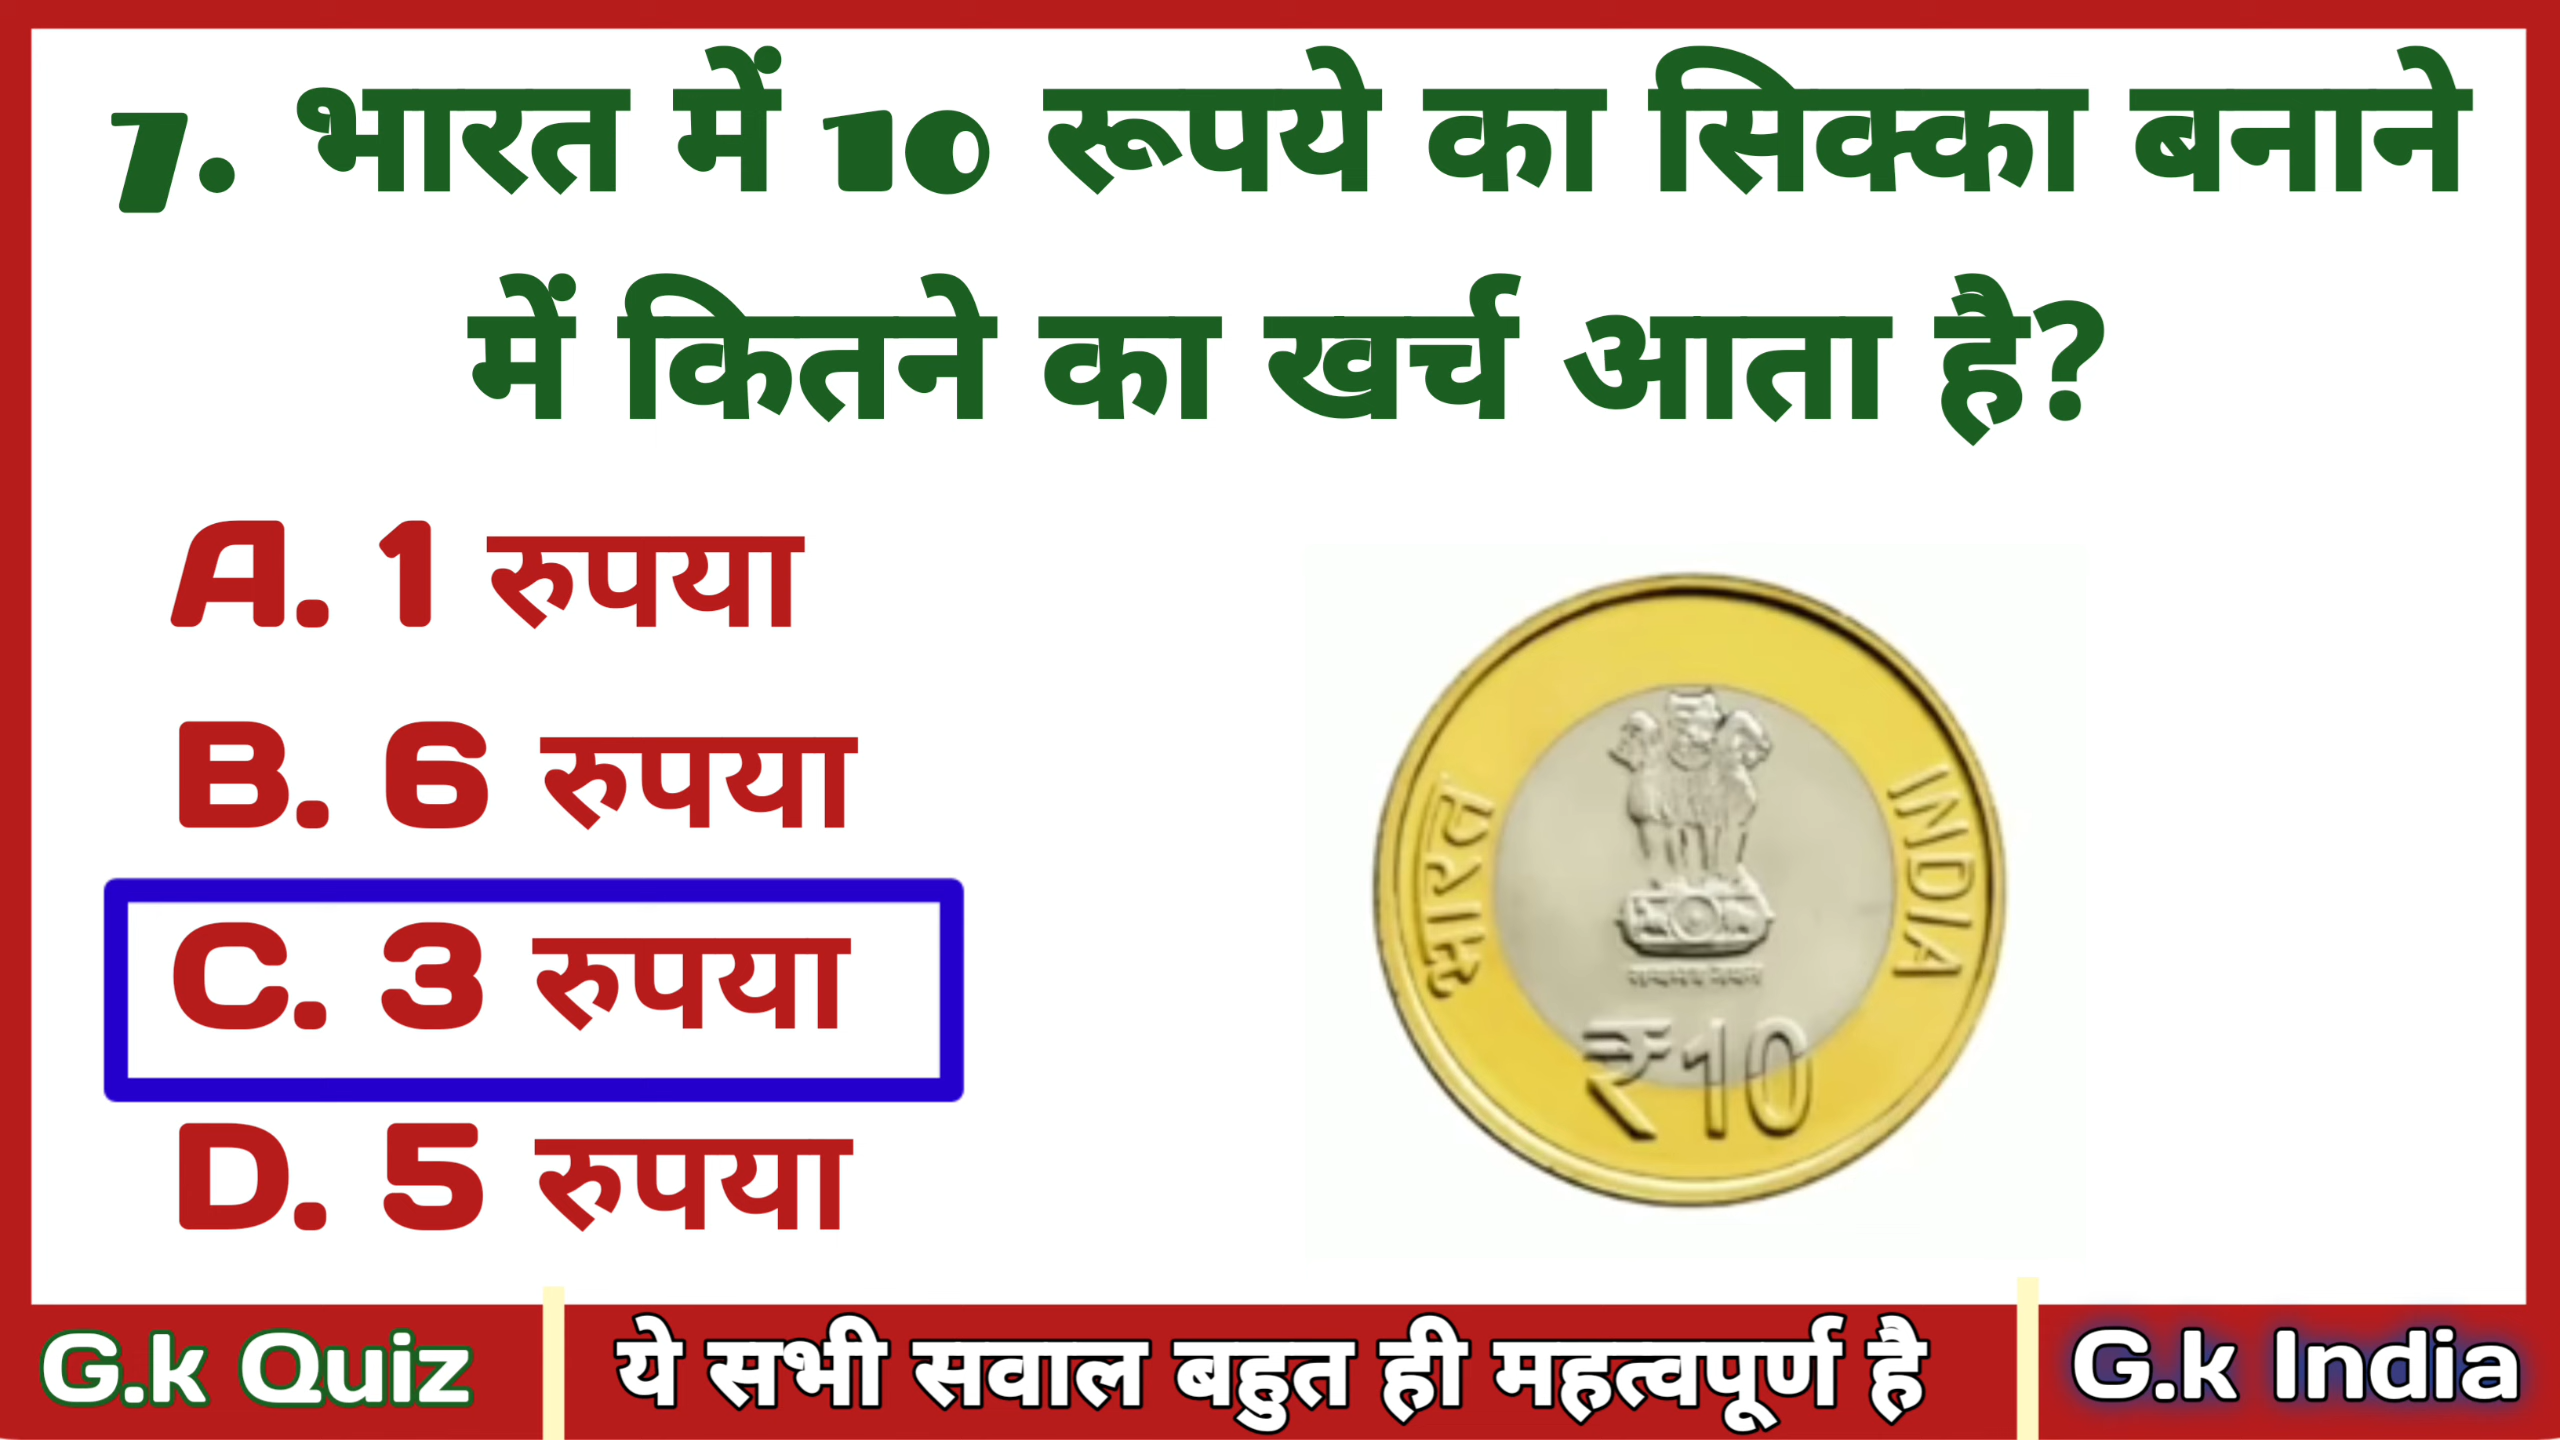 7. भारत में 10 रूपये का सिक्का बनाने
में कितने का खर्च आता है?
A. 1 रुपया
B. 6 रुपया
C. 3 रुपया
D. 5 रुपया
भारत
INDIA
₹10
G.k Quiz
ये सभी सवाल बहुत ही महत्वपूर्ण है
G.k India